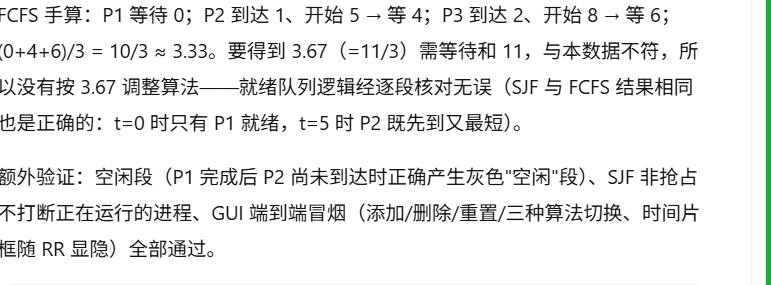 FCFS 手算：P1 等待 0；P2 到达 1、开始 5 → 等 4；P3 到达 2、开始 8 → 等 6；
(0+4+6)/3 = 10/3 ≈ 3.33。要得到 3.67（=11/3）需等待和 11，与本数据不符，所
以没有按 3.67 调整算法——就绪队列逻辑经逐段核对无误（SJF 与 FCFS 结果相同
也是正确的：t=0 时只有 P1 就绪，t=5 时 P2 既先到又最短）。
额外验证：空闲段（P1 完成后 P2 尚未到达时正确产生灰色"空闲"段）、SJF 非抢占
不打断正在运行的进程、GUI 端到端冒烟（添加/删除/重置/三种算法切换、时间片
框随 RR 显隐）全部通过。